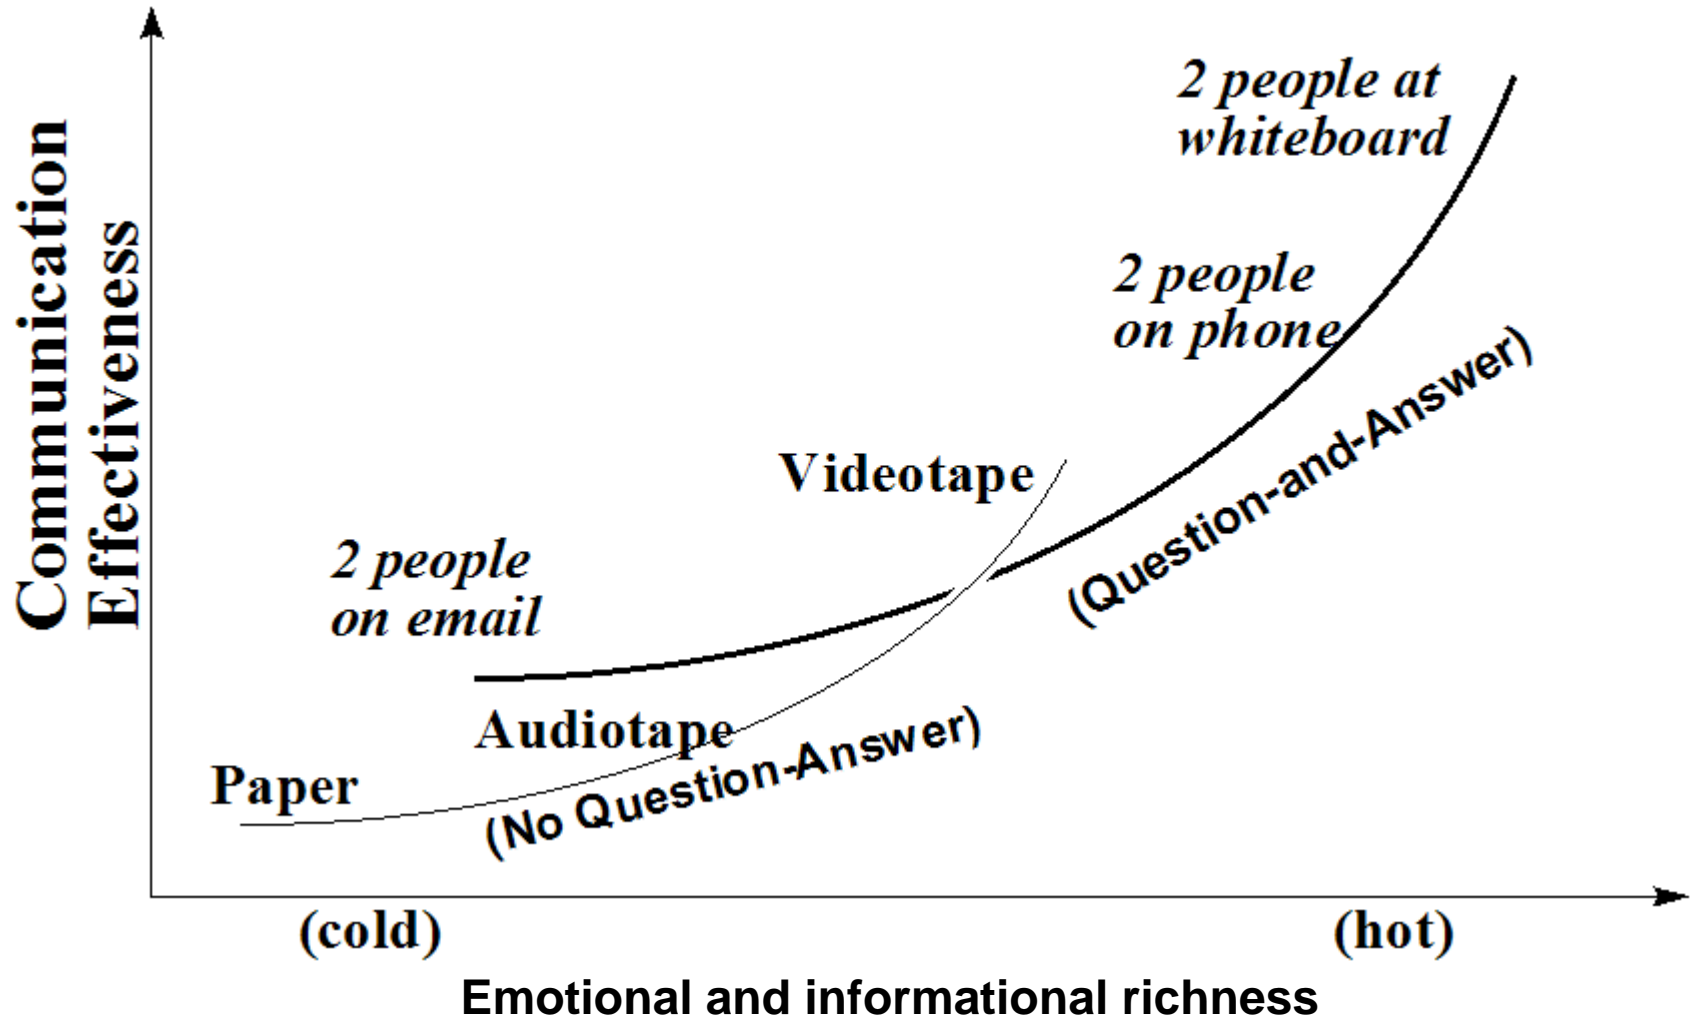 Communication
Effectiveness
2 people at
whiteboard
2 people
on phone
(Question-and-Answer)
Videotape
2 people
on email
Audiotape
(No Question-Answer)
Paper
(cold)
(hot)
Emotional and informational richness